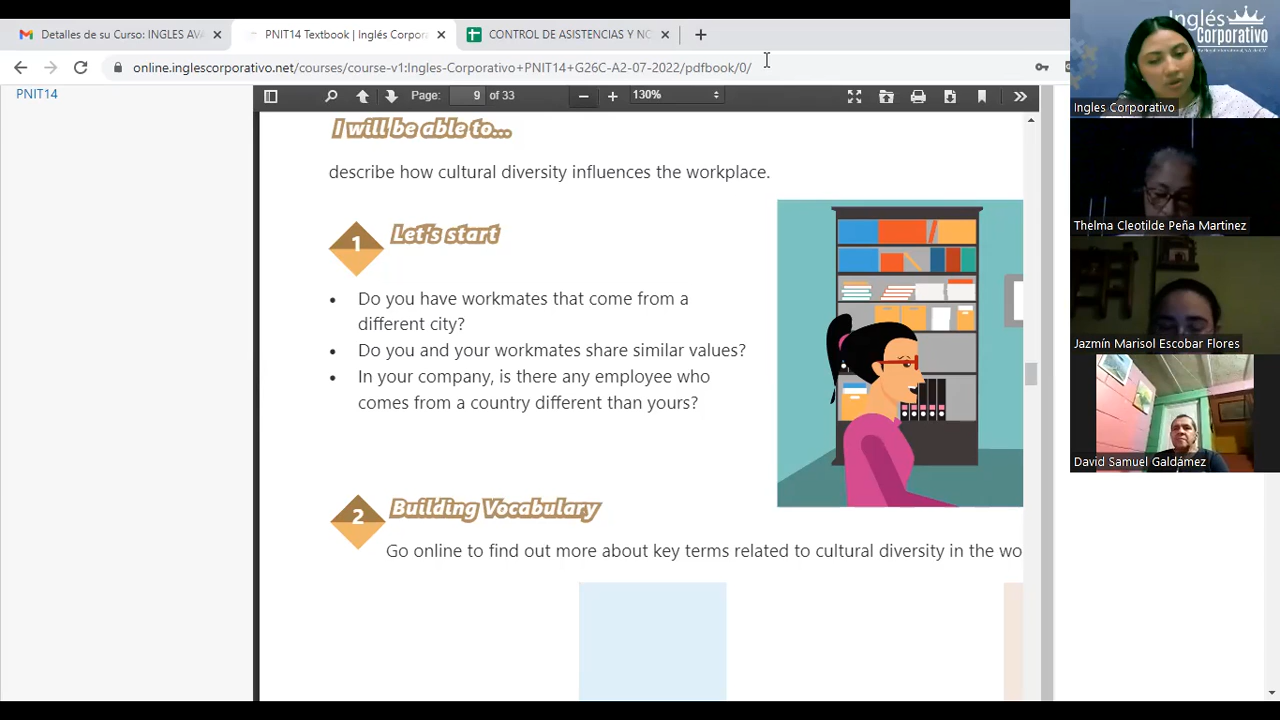 Detalles de su Curso: INGLES AVA
PNIT14 Textbook | Inglés Corpor
CONTROL DE ASISTENCIAS Y NO
online.inglescorporativo.net/courses/course-v1:Ingles-Corporativo+PNIT14+G26C-A2-07-2022/pdfbook/0/
PNIT14
Page: 9 of 33
130%
I will be able to...
describe how cultural diversity influences the workplace.
1 Let's start
• Do you have workmates that come from a
different city?
• Do you and your workmates share similar values?
• In your company, is there any employee who
comes from a country different than yours?
2 Building Vocabulary
Go online to find out more about key terms related to cultural diversity in the wo
Inglés
Corporativo
Ingles Corporativo
Thelma Cleotilde Peña Martinez
Jazmín Marisol Escobar Flores
David Samuel Galdámez